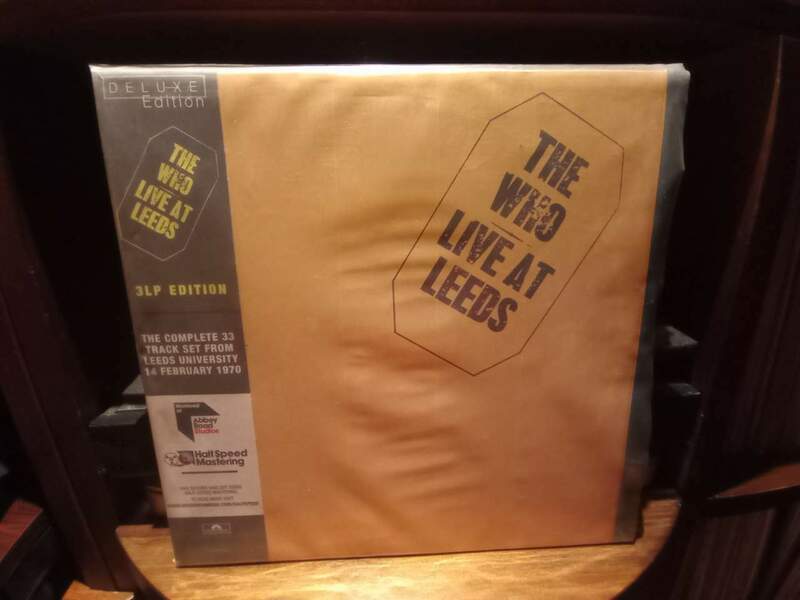 DELUXE
Edition
THE
WHO
LIVE AT
LEEDS
3LP EDITION
THE COMPLETE 33
TRACK SET FROM
LEEDS UNIVERSITY
14 FEBRUARY 1970
Abbey
Road
Studios
Half Speed
Mastering
THE
WHO
LIVE AT
LEEDS